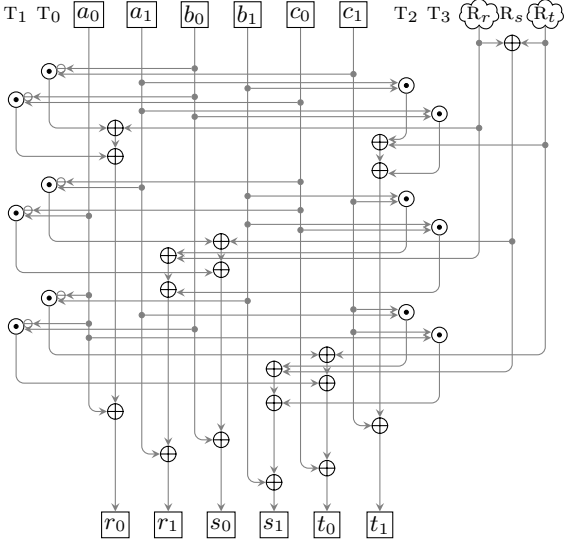 T₁ T₀ a₀ a₁ b₀ b₁ c₀ c₁ T₂ T₃ Rᵣ Rₛ Rₜ
r₀ r₁ s₀ s₁ t₀ t₁